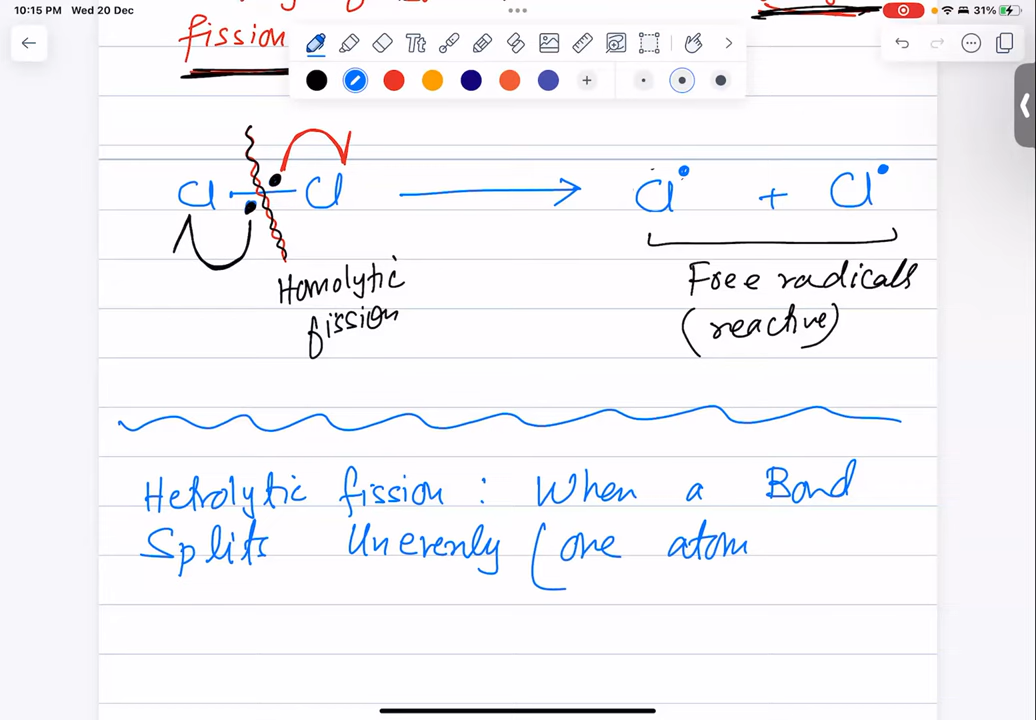 10:15 PM Wed 20 Dec
31%
fission
Tt
Cl — Cl → Cl• + Cl•
Homolytic
fission
Free radicals
(reactive)
Hetrolytic fission : When a Bond
Splits Unevenly (one atom